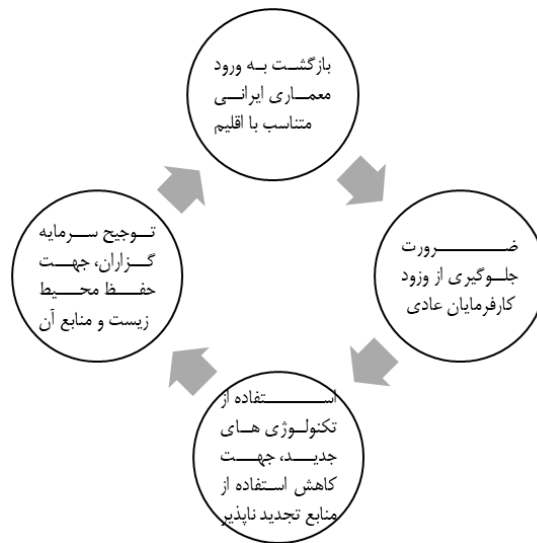 بازگشت به ورود
معماری ایرانی
متناسب با اقلیم
ضرورت
جلوگیری از وزود
کارفرمایان عادی
استفاده از
تکنولوژی های
جدید، جهت
کاهش استفاده از
منابع تجدید ناپذیر
توجیح سرمایه
گزاران، جهت
حفظ محیط
زیست و منابع آن